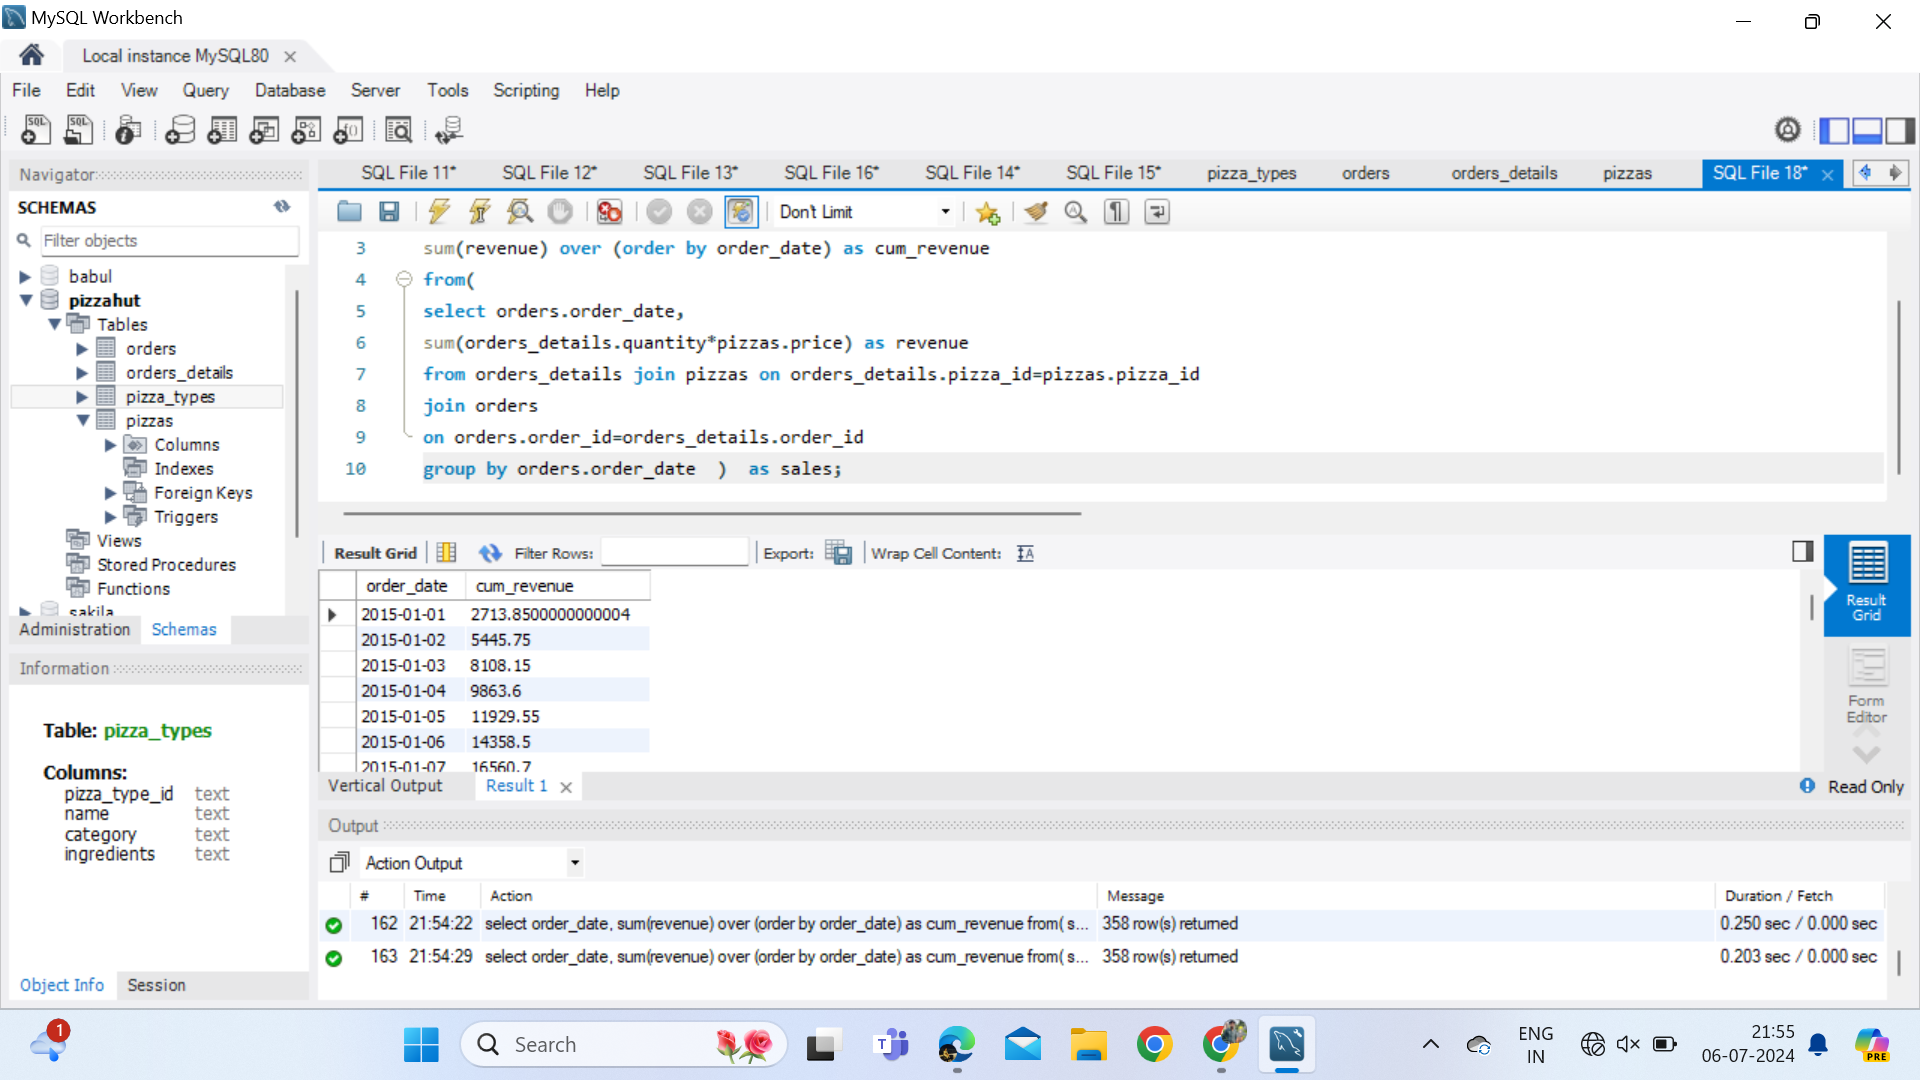 MySQL Workbench
Local instance MySQL80
File Edit View Query Database Server Tools Scripting Help
Navigator
SCHEMAS
Filter objects
babul
pizzahut
Tables
orders
orders_details
pizza_types
pizzas
Columns
Indexes
Foreign Keys
Triggers
Views
Stored Procedures
Functions
sakila
Administration Schemas
Information
Table: pizza_types
Columns:
pizza_type_id text
name text
category text
ingredients text
Object Info Session
SQL File 11* SQL File 12* SQL File 13* SQL File 16* SQL File 14* SQL File 15* pizza_types orders orders_details pizzas SQL File 18*
Don't Limit
3 sum(revenue) over (order by order_date) as cum_revenue
4 from(
5 select orders.order_date,
6 sum(orders_details.quantity*pizzas.price) as revenue
7 from orders_details join pizzas on orders_details.pizza_id=pizzas.pizza_id
8 join orders
9 on orders.order_id=orders_details.order_id
10 group by orders.order_date ) as sales;
Result Grid Filter Rows: Export: Wrap Cell Content:
order_date cum_revenue
2015-01-01 2713.8500000000004
2015-01-02 5445.75
2015-01-03 8108.15
2015-01-04 9863.6
2015-01-05 11929.55
2015-01-06 14358.5
2015-01-07 16560.7
Result Grid
Form Editor
Vertical Output Result 1 Read Only
Output
Action Output
# Time Action Message Duration / Fetch
162 21:54:22 select order_date, sum(revenue) over (order by order_date) as cum_revenue from( s... 358 row(s) returned 0.250 sec / 0.000 sec
163 21:54:29 select order_date, sum(revenue) over (order by order_date) as cum_revenue from( s... 358 row(s) returned 0.203 sec / 0.000 sec
1
Search
ENG
IN
21:55
06-07-2024
PRE